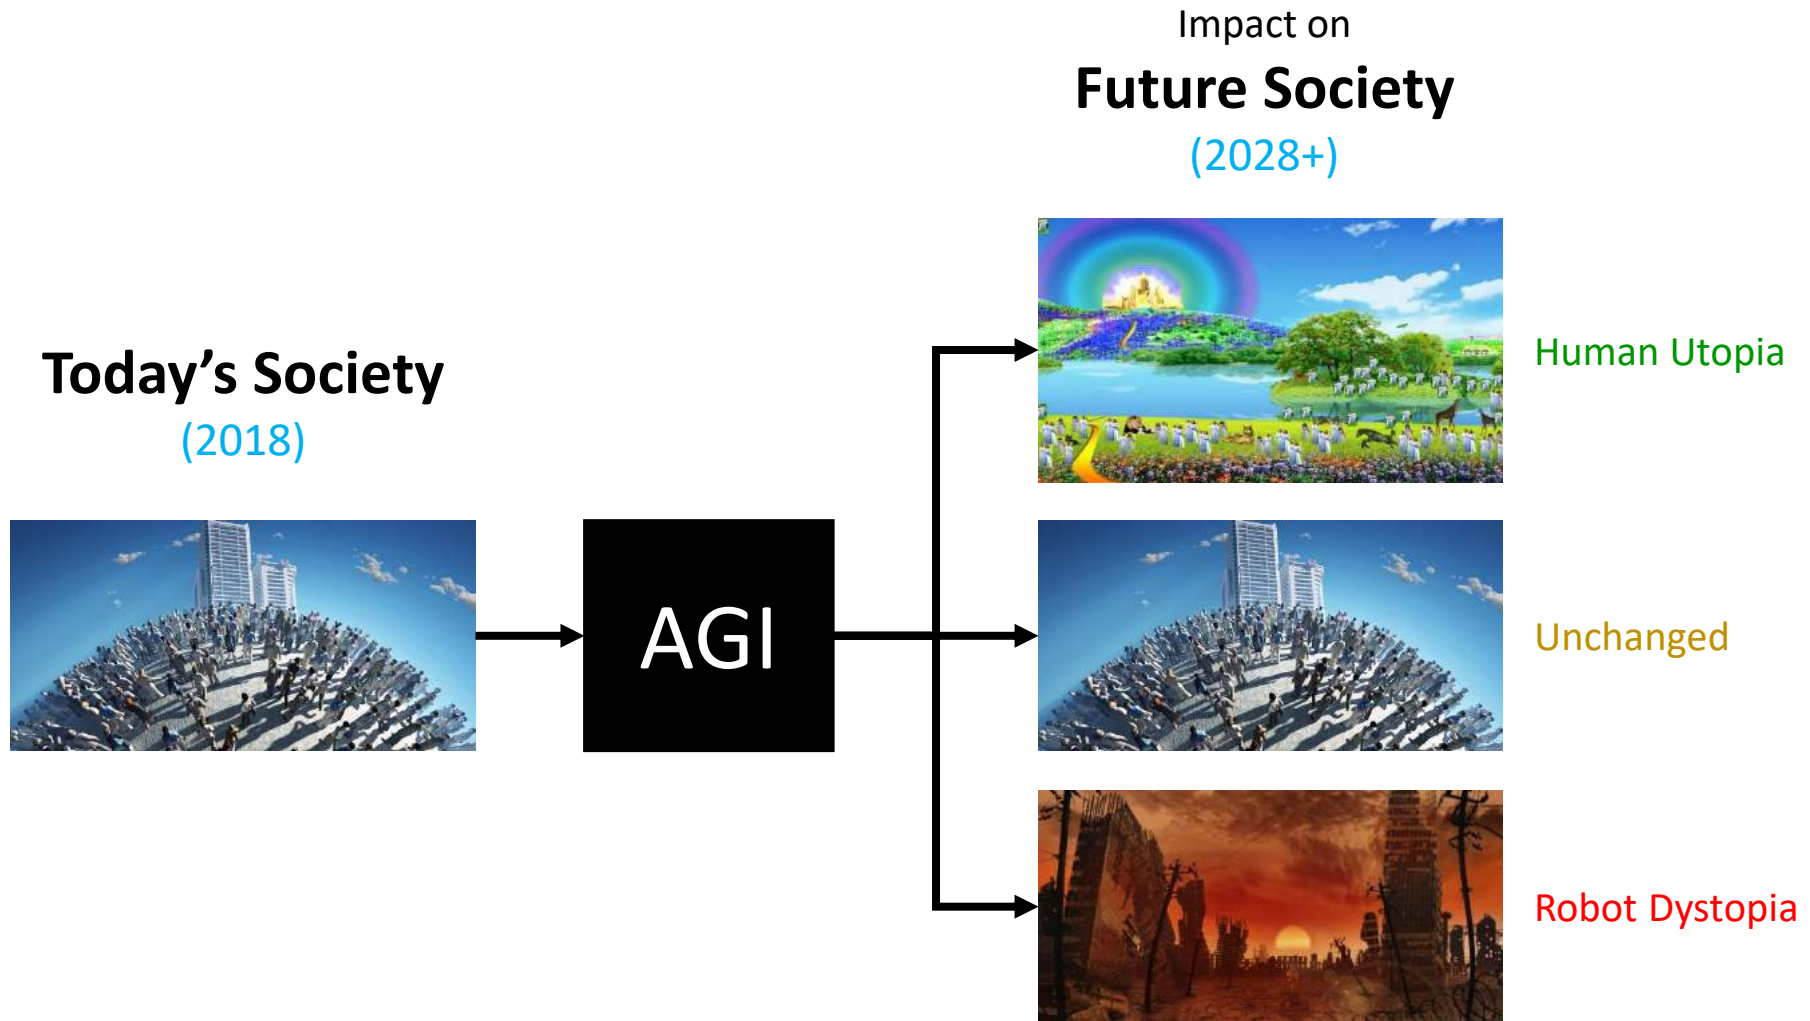 Impact on
Future Society
(2028+)
Today’s Society
(2018)
AGI
Human Utopia
Unchanged
Robot Dystopia